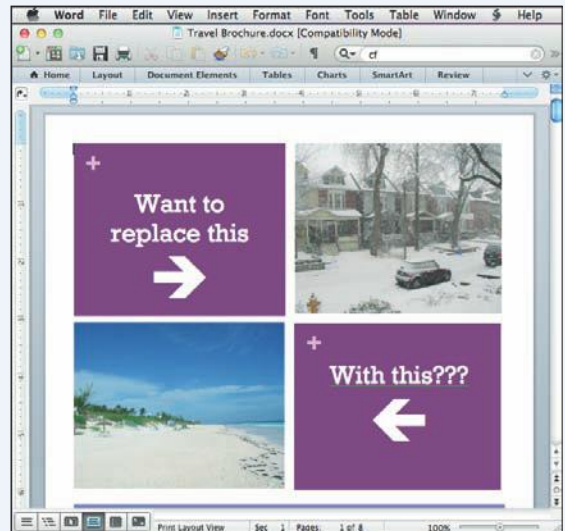 Word File Edit View Insert Format Font Tools Table Window Help
Travel Brochure.docx [Compatibility Mode]
cf
Home Layout Document Elements Tables Charts SmartArt Review
Want to
replace this
With this???
Print Layout View Sec 1 Pages: 1 of 8 100%